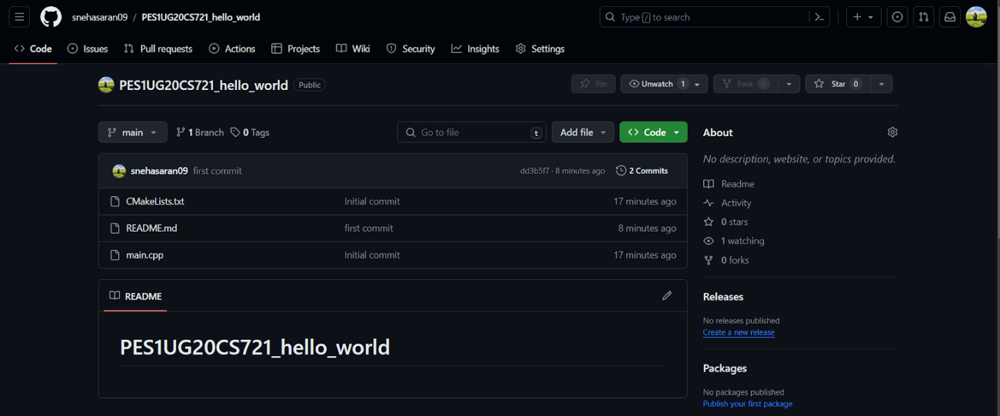 snehasaran09 / PES1UG20CS721_hello_world
Type / to search
Code Issues Pull requests Actions Projects Wiki Security Insights Settings
PES1UG20CS721_hello_world Public
Pin Unwatch 1 Fork 0 Star 0
main 1 Branch 0 Tags Go to file t Add file Code
snehasaran09 first commit dd3b5f7 · 8 minutes ago 2 Commits
CMakeLists.txt Initial commit 17 minutes ago
README.md first commit 8 minutes ago
main.cpp Initial commit 17 minutes ago
README
PES1UG20CS721_hello_world
About
No description, website, or topics provided.
Readme
Activity
0 stars
1 watching
0 forks
Releases
No releases published
Create a new release
Packages
No packages published
Publish your first package